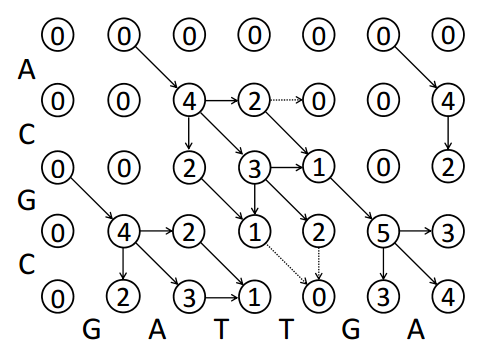 0 0 0 0 0 0 0
A
0 0 4 2 0 0 4
C
0 0 2 3 1 0 2
G
0 4 2 1 2 5 3
C
0 2 3 1 0 3 4
G A T T G A